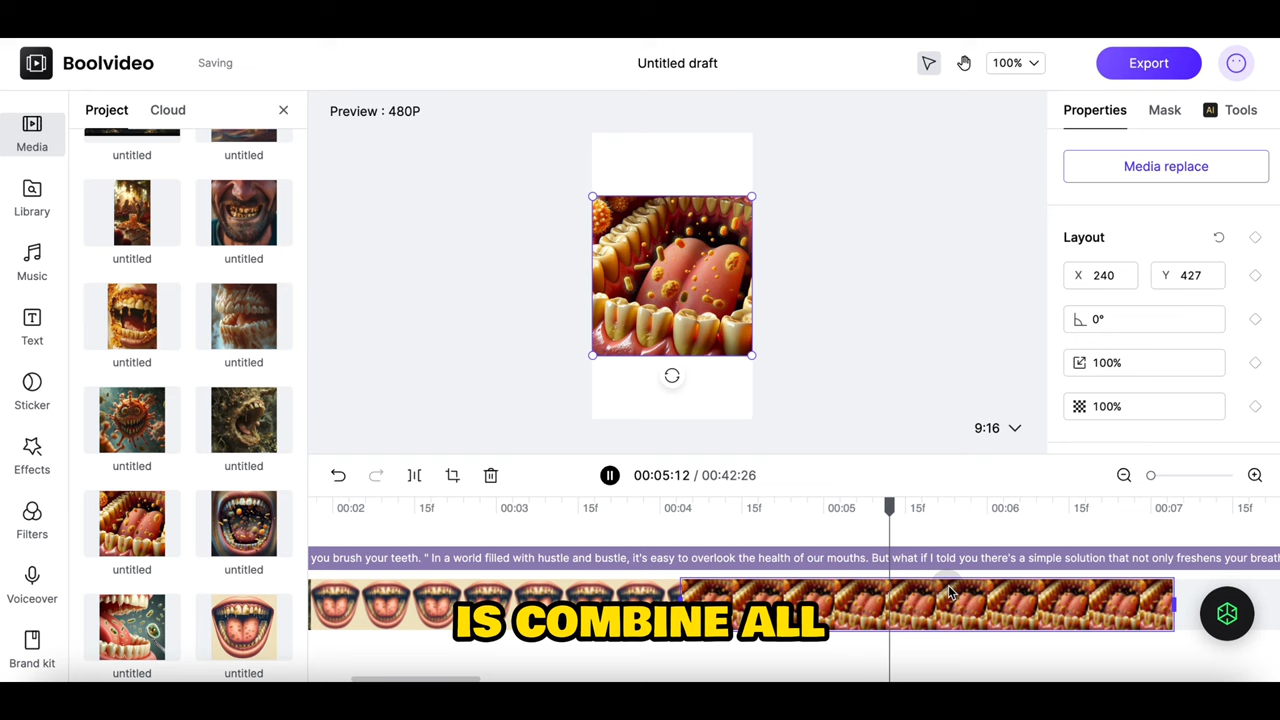 Boolvideo
Saving
Untitled draft
100%
Export
Media
Library
Music
Text
Sticker
Effects
Filters
Voiceover
Brand kit
Project
Cloud
untitled
untitled
untitled
untitled
untitled
untitled
untitled
untitled
untitled
untitled
untitled
untitled
Preview : 480P
9:16
Properties
Mask
AI Tools
Media replace
Layout
X 240
Y 427
0°
100%
100%
00:05:12 / 00:42:26
00:02
15f
00:03
15f
00:04
15f
00:05
15f
00:06
15f
00:07
15f
you brush your teeth. " In a world filled with hustle and bustle, it's easy to overlook the health of our mouths. But what if I told you there's a simple solution that not only freshens your breath
IS COMBINE ALL